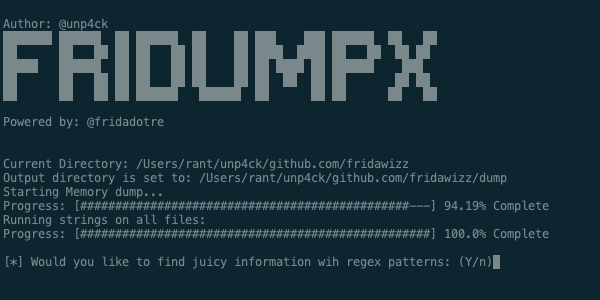 Author: @unp4ck
FRIDUMPX
Powered by: @fridadotre
Current Directory: /Users/rant/unp4ck/github.com/fridawizz
Output directory is set to: /Users/rant/unp4ck/github.com/fridawizz/dump
Starting Memory dump...
Progress: [###############################################---] 94.19% Complete
Running strings on all files:
Progress: [##################################################] 100.0% Complete
[*] Would you like to find juicy information wih regex patterns: (Y/n)